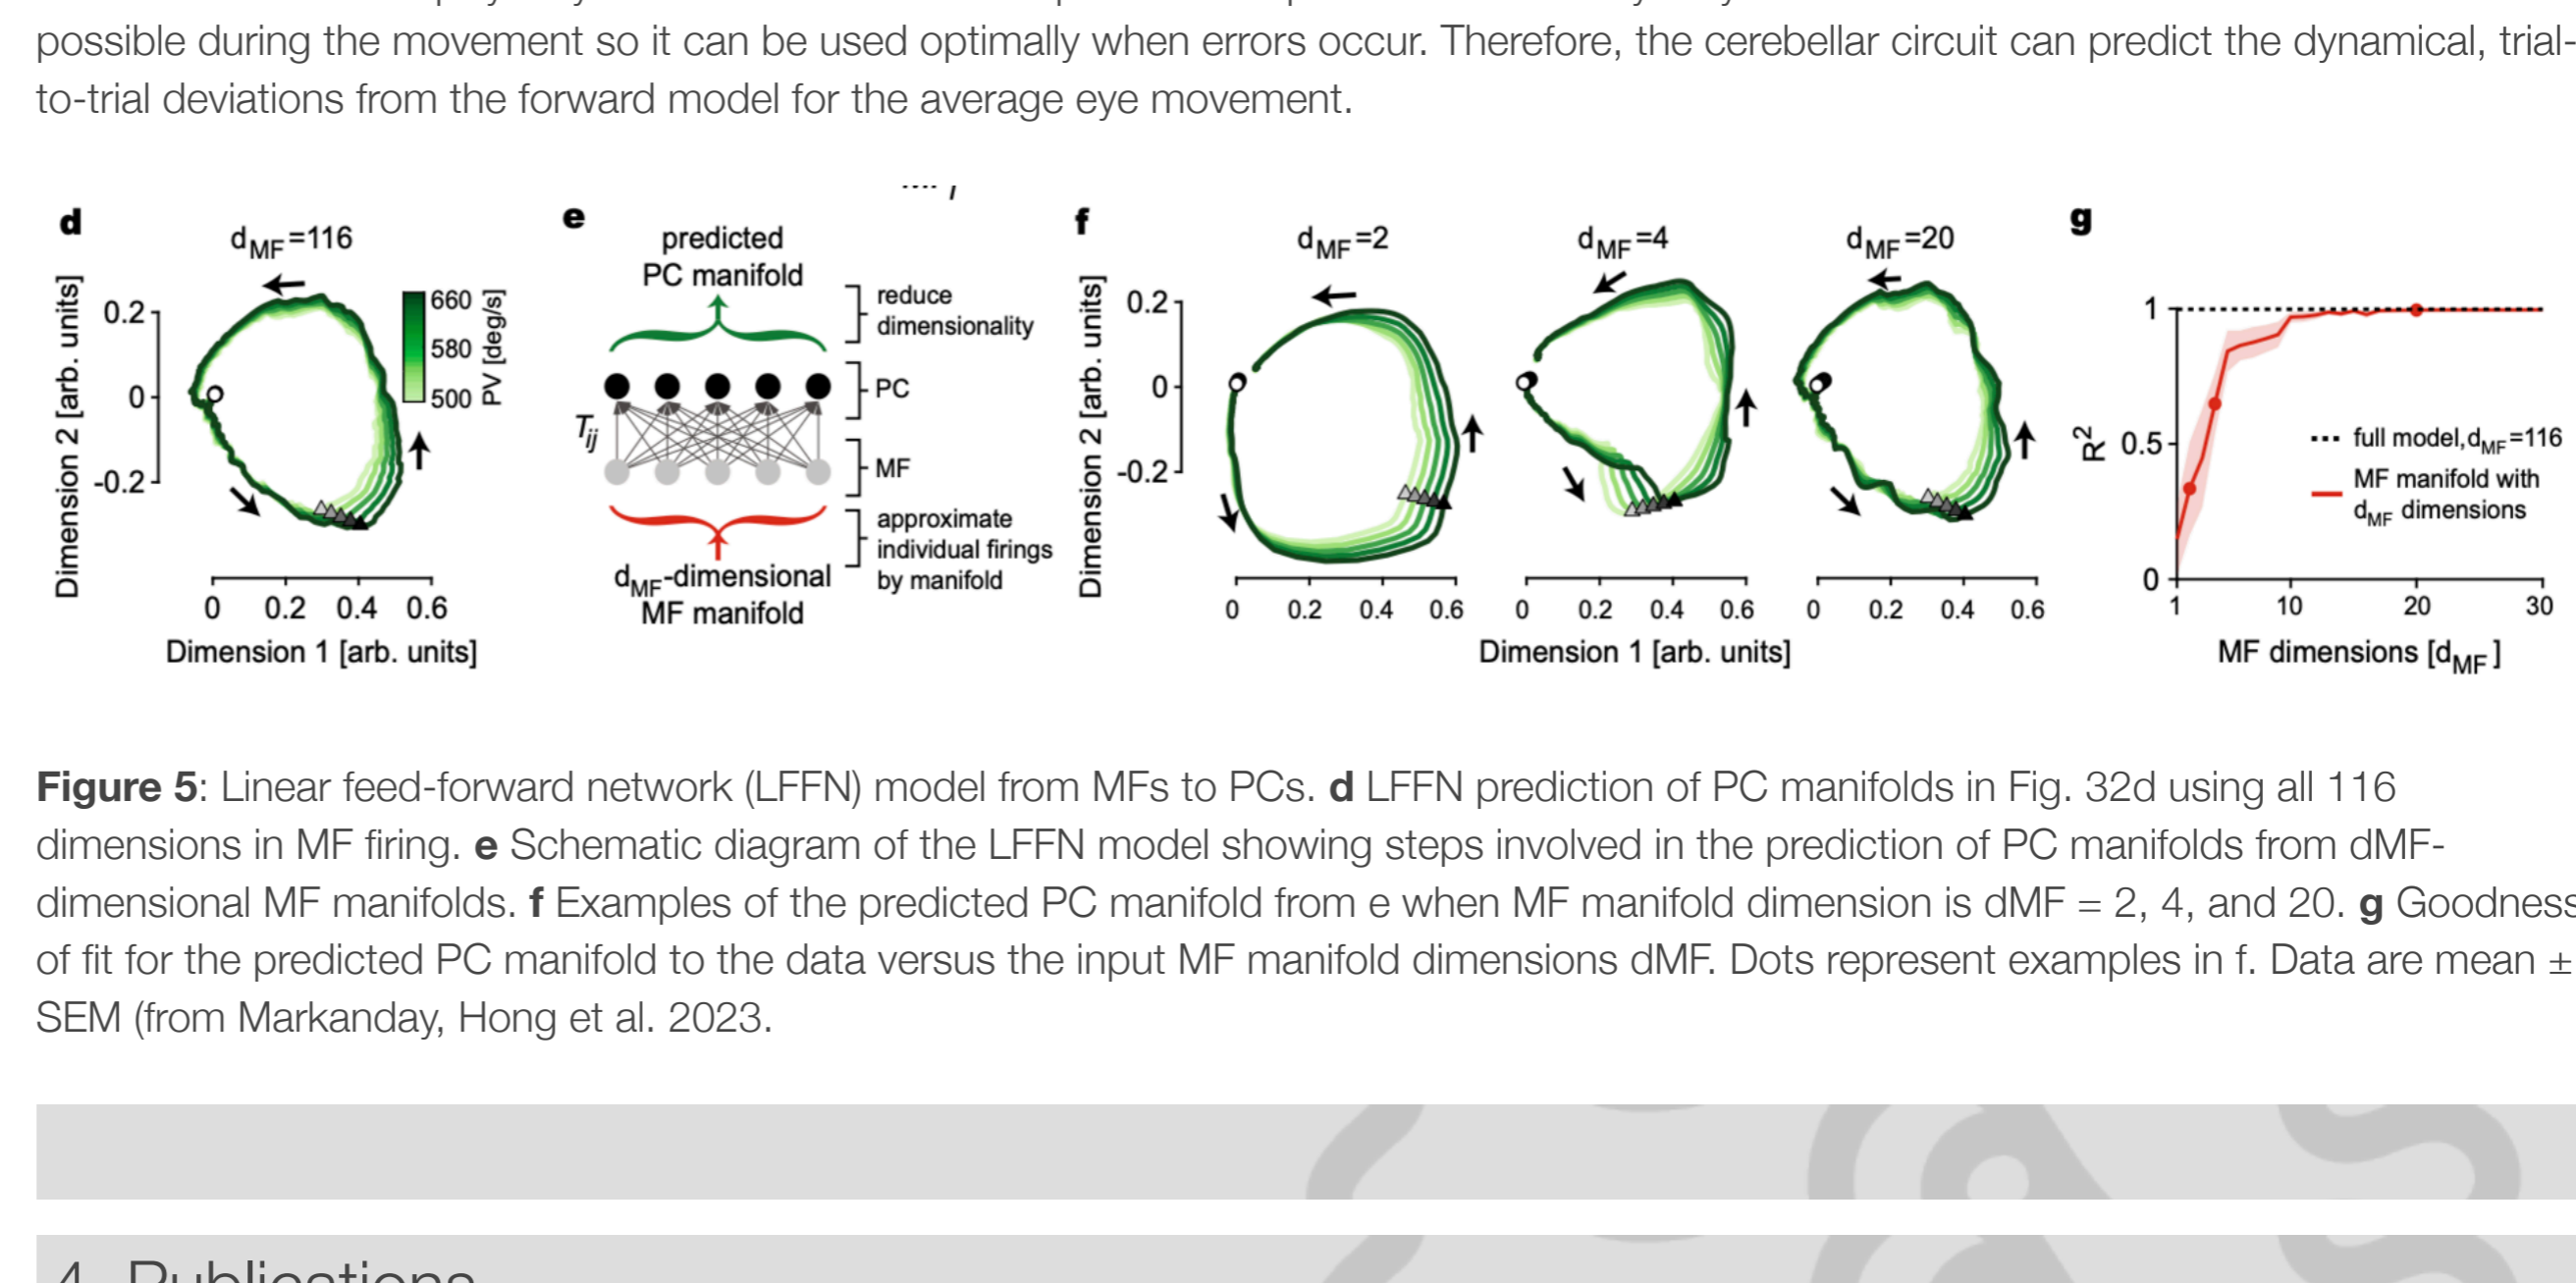 possible during the movement so it can be used optimally when errors occur. Therefore, the cerebellar circuit can predict the dynamical, trial-
to-trial deviations from the forward model for the average eye movement.
d
dMF=116
Dimension 2 [arb. units]
0.2
0
-0.2
660
580
500
PV [deg/s]
0 0.2 0.4 0.6
Dimension 1 [arb. units]
e
predicted
PC manifold
reduce
dimensionality
PC
Tij
MF
approximate
individual firings
by manifold
dMF-dimensional
MF manifold
f
dMF=2
dMF=4
dMF=20
Dimension 2 [arb. units]
0.2
0
-0.2
0 0.2 0.4 0.6
0 0.2 0.4 0.6
0 0.2 0.4 0.6
Dimension 1 [arb. units]
g
R2
1
0.5
0
full model,dMF=116
MF manifold with
dMF dimensions
1 10 20 30
MF dimensions [dMF]
Figure 5: Linear feed-forward network (LFFN) model from MFs to PCs. d LFFN prediction of PC manifolds in Fig. 32d using all 116
dimensions in MF firing. e Schematic diagram of the LFFN model showing steps involved in the prediction of PC manifolds from dMF-
dimensional MF manifolds. f Examples of the predicted PC manifold from e when MF manifold dimension is dMF = 2, 4, and 20. g Goodness
of fit for the predicted PC manifold to the data versus the input MF manifold dimensions dMF. Dots represent examples in f. Data are mean ±
SEM (from Markanday, Hong et al. 2023.
4. Publications